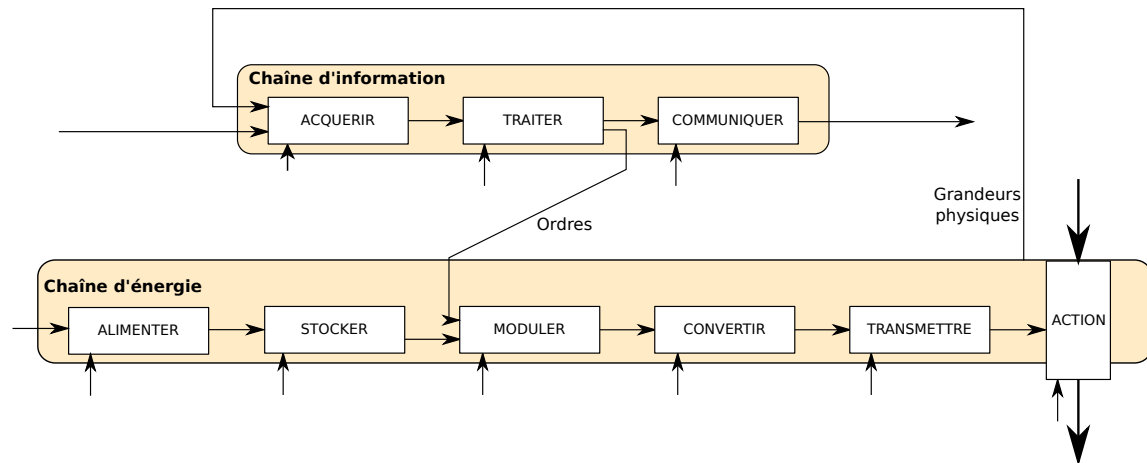 Chaîne d'information
ACQUERIR
TRAITER
COMMUNIQUER
Grandeurs
physiques
Ordres
Chaîne d'énergie
ALIMENTER
STOCKER
MODULER
CONVERTIR
TRANSMETTRE
ACTION